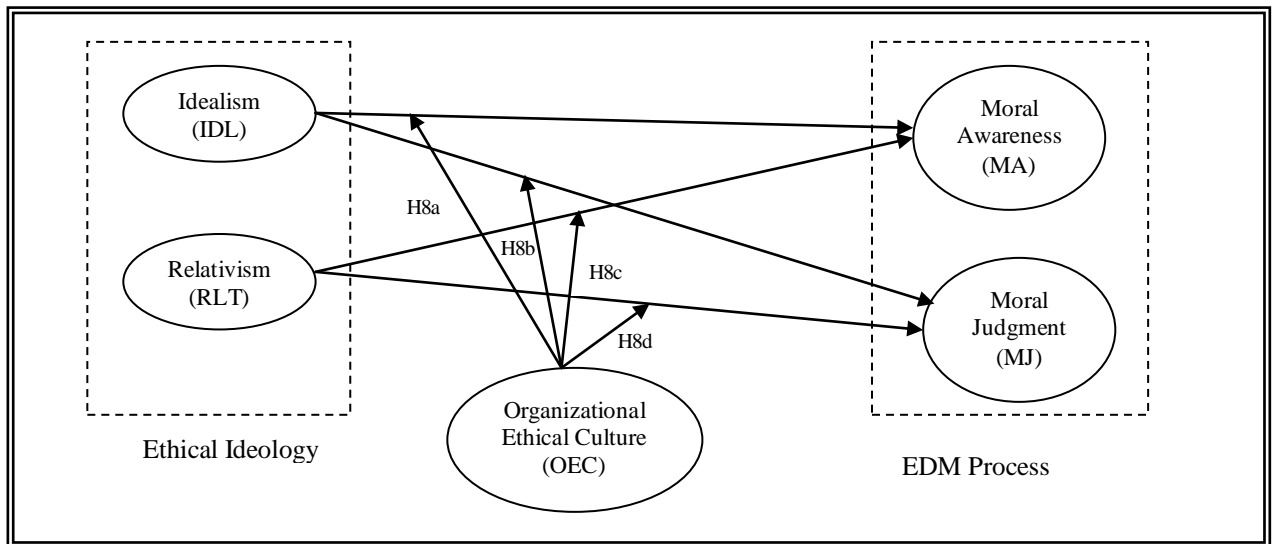 Idealism
(IDL)
Relativism
(RLT)
Ethical Ideology
H8a
H8b
H8c
H8d
Organizational
Ethical Culture
(OEC)
Moral
Awareness
(MA)
Moral
Judgment
(MJ)
EDM Process